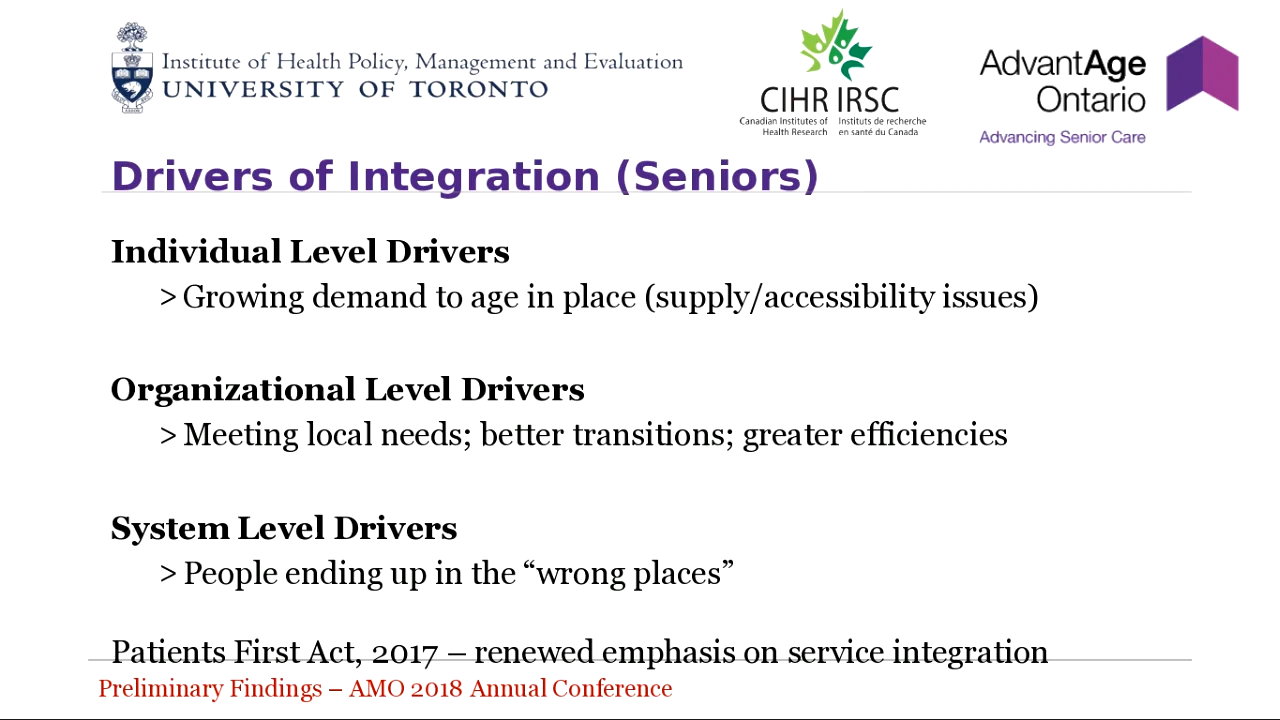 Institute of Health Policy, Management and Evaluation
UNIVERSITY OF TORONTO
CIHR IRSC
Canadian Institutes of Health Research
Instituts de recherche en santé du Canada
AdvantAge
Ontario
Advancing Senior Care
Drivers of Integration (Seniors)
Individual Level Drivers
> Growing demand to age in place (supply/accessibility issues)
Organizational Level Drivers
> Meeting local needs; better transitions; greater efficiencies
System Level Drivers
> People ending up in the “wrong places”
Patients First Act, 2017 – renewed emphasis on service integration
Preliminary Findings – AMO 2018 Annual Conference